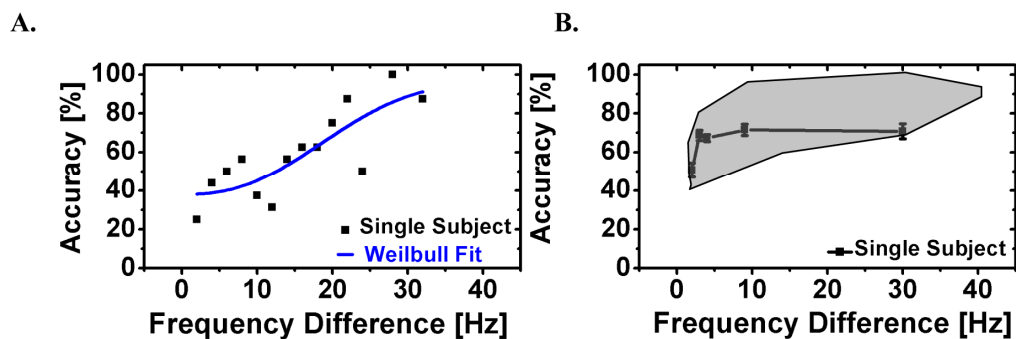 A.
Accuracy [%]
100
80
60
40
20
0
Single Subject
Weilbull Fit
0 10 20 30 40
Frequency Difference [Hz]
B.
Accuracy [%]
100
80
60
40
20
0
Single Subject
0 10 20 30 40
Frequency Difference [Hz]